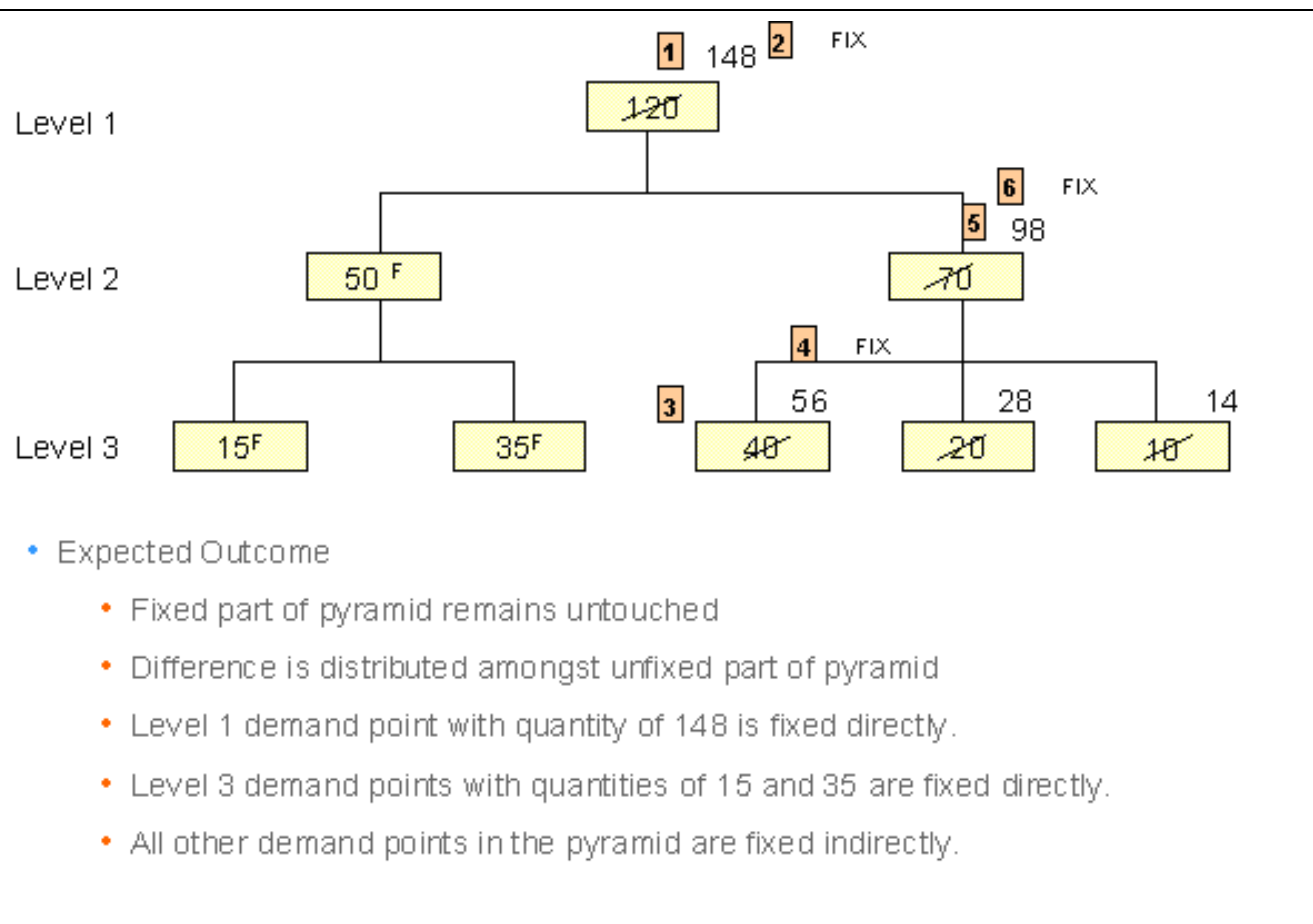 1 148 2 FIX
120
Level 1
6 FIX
5 98
Level 2 50 F 70
4 FIX
3 56 28 14
Level 3 15F 35F 40 20 10
• Expected Outcome
• Fixed part of pyramid remains untouched
• Difference is distributed amongst unfixed part of pyramid
• Level 1 demand point with quantity of 148 is fixed directly.
• Level 3 demand points with quantities of 15 and 35 are fixed directly.
• All other demand points in the pyramid are fixed indirectly.